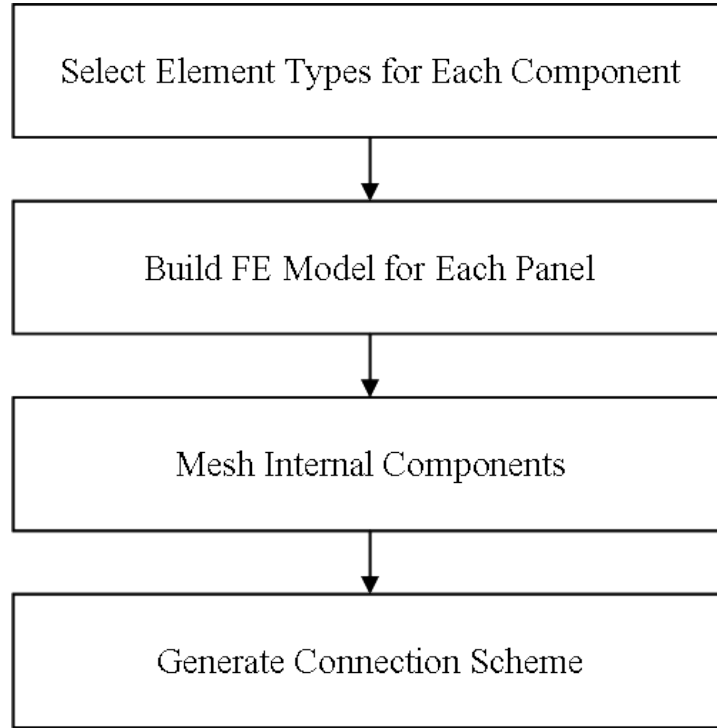 Select Element Types for Each Component
Build FE Model for Each Panel
Mesh Internal Components
Generate Connection Scheme